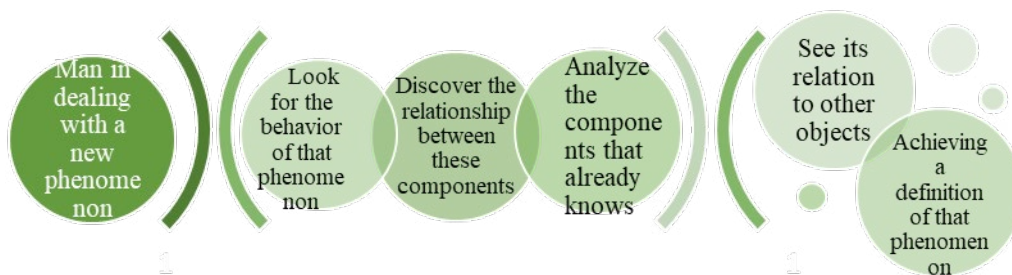 Man in
dealing
with a
new
phenome
non
Look
for the
behavior
of that
phenome
non
Discover the
relationship
between
these
components
Analyze
the
compone
nts that
already
knows
See its
relation
to other
objects
Achieving
a
definition
of that
phenomen
on
1
1